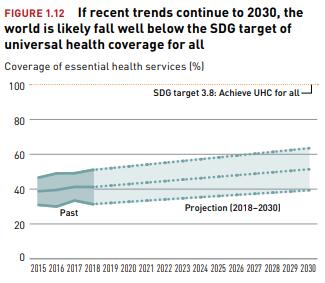 FIGURE 1.12 If recent trends continue to 2030, the
world is likely fall well below the SDG target of
universal health coverage for all
Coverage of essential health services (%)
100
SDG target 3.8: Achieve UHC for all
80
60
40
Past
Projection (2018–2030)
20
0
2015 2016 2017 2018 2019 2020 2021 2022 2023 2024 2025 2026 2027 2028 2029 2030